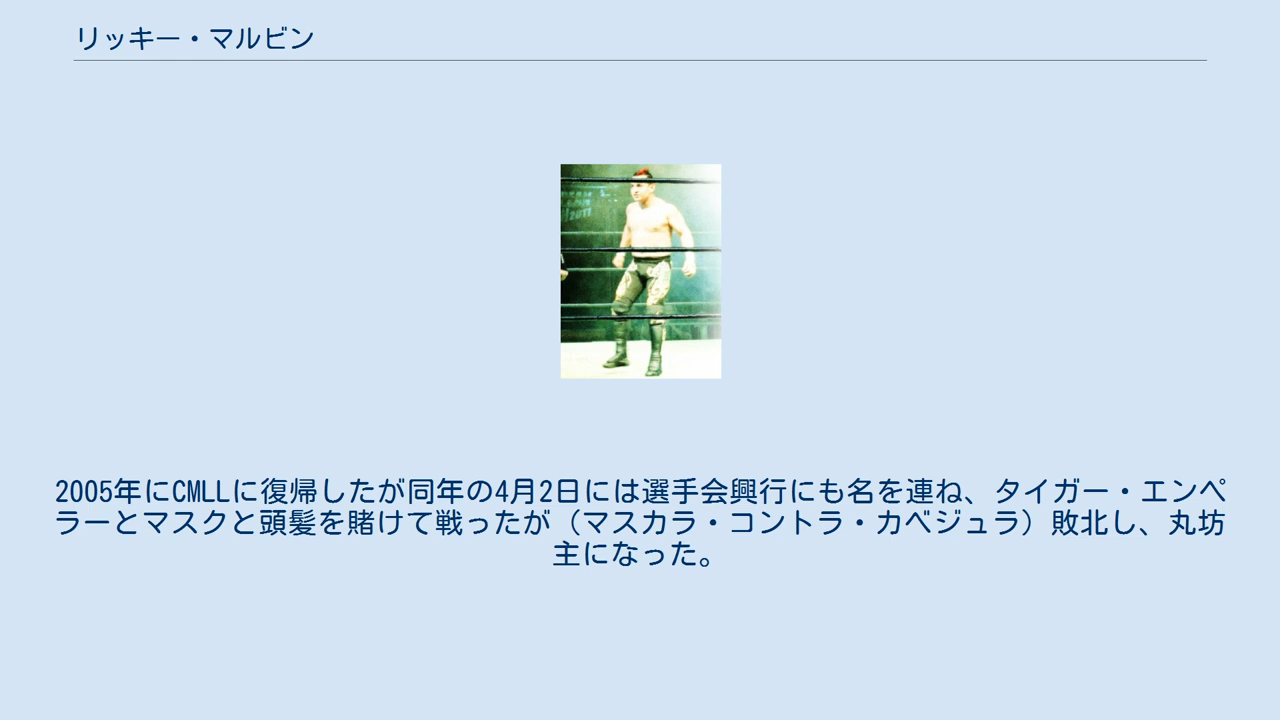 リッキー・マルビン
2005年にCMLLに復帰したが同年の4月2日には選手会興行にも名を連ね、タイガー・エンペ
ラーとマスクと頭髪を賭けて戦ったが（マスカラ・コントラ・カベジュラ）敗北し、丸坊
主になった。